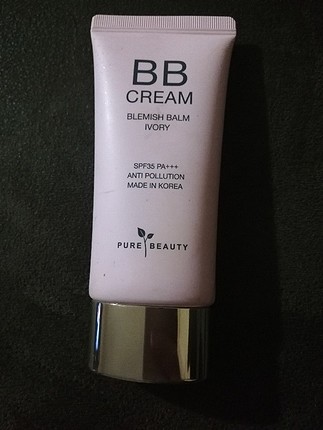 BB
CREAM
BLEMISH BALM
IVORY
SPF35 PA+++
ANTI POLLUTION
MADE IN KOREA
PURE BEAUTY